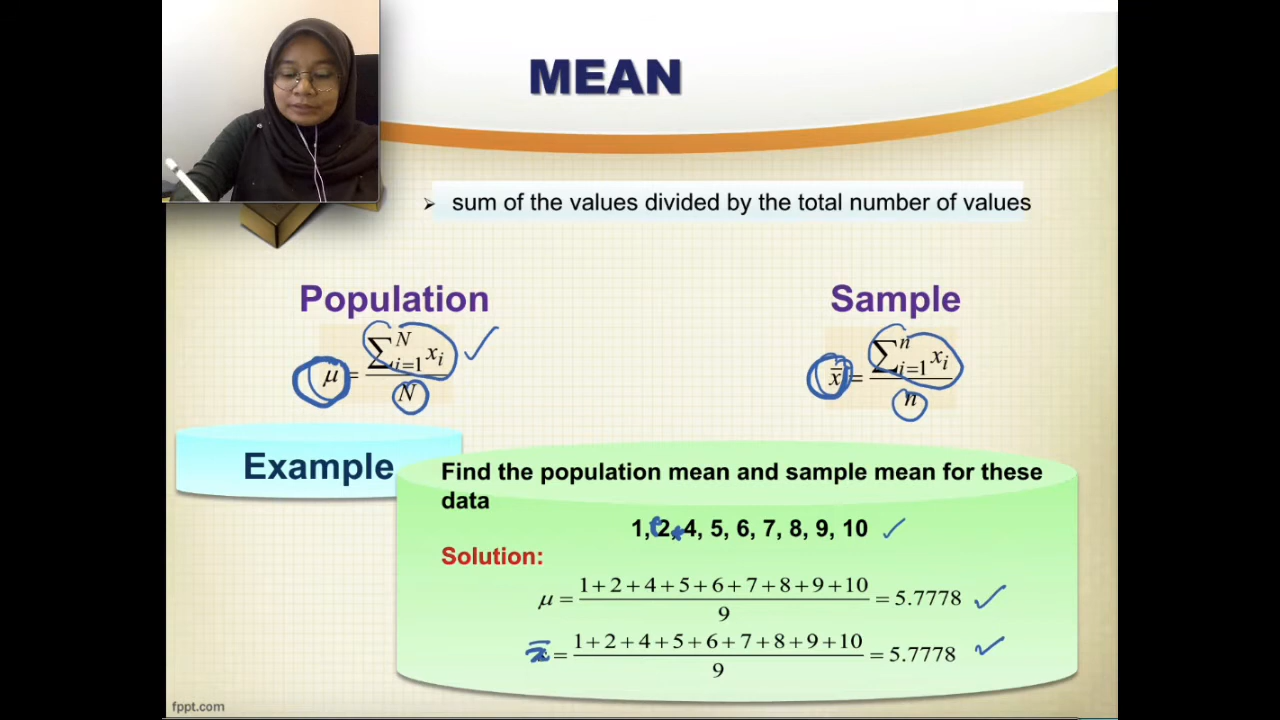 MEAN
➢ sum of the values divided by the total number of values
Population
Sample
μ = ∑_{i=1}^{N} x_i / N
x̄ = ∑_{i=1}^{n} x_i / n
Example
Find the population mean and sample mean for these
data
1, 2, 4, 5, 6, 7, 8, 9, 10
Solution:
μ = (1+2+4+5+6+7+8+9+10) / 9 = 5.7778
x̄ = (1+2+4+5+6+7+8+9+10) / 9 = 5.7778
fppt.com